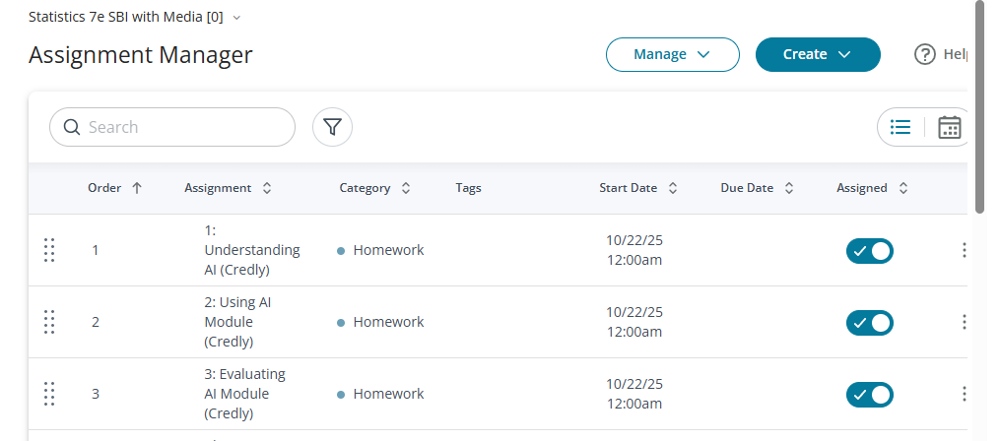 Statistics 7e SBI with Media [0]
Assignment Manager
Manage
Create
Help
Search
Order
Assignment
Category
Tags
Start Date
Due Date
Assigned
1
1:
Understanding
AI (Credly)
Homework
10/22/25
12:00am
2
2: Using AI
Module
(Credly)
Homework
10/22/25
12:00am
3
3: Evaluating
AI Module
(Credly)
Homework
10/22/25
12:00am